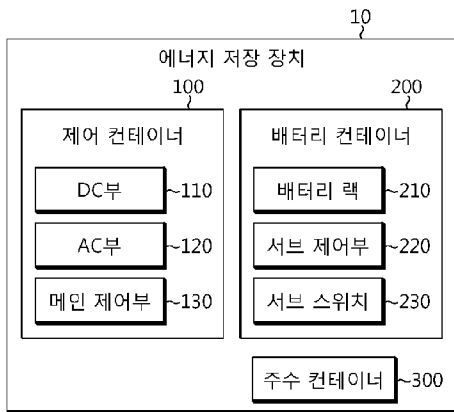 10
에너지 저장 장치
100
200
제어 컨테이너
배터리 컨테이너
DC부
110
배터리 랙
210
AC부
120
서브 제어부
220
메인 제어부
130
서브 스위치
230
주수 컨테이너
300